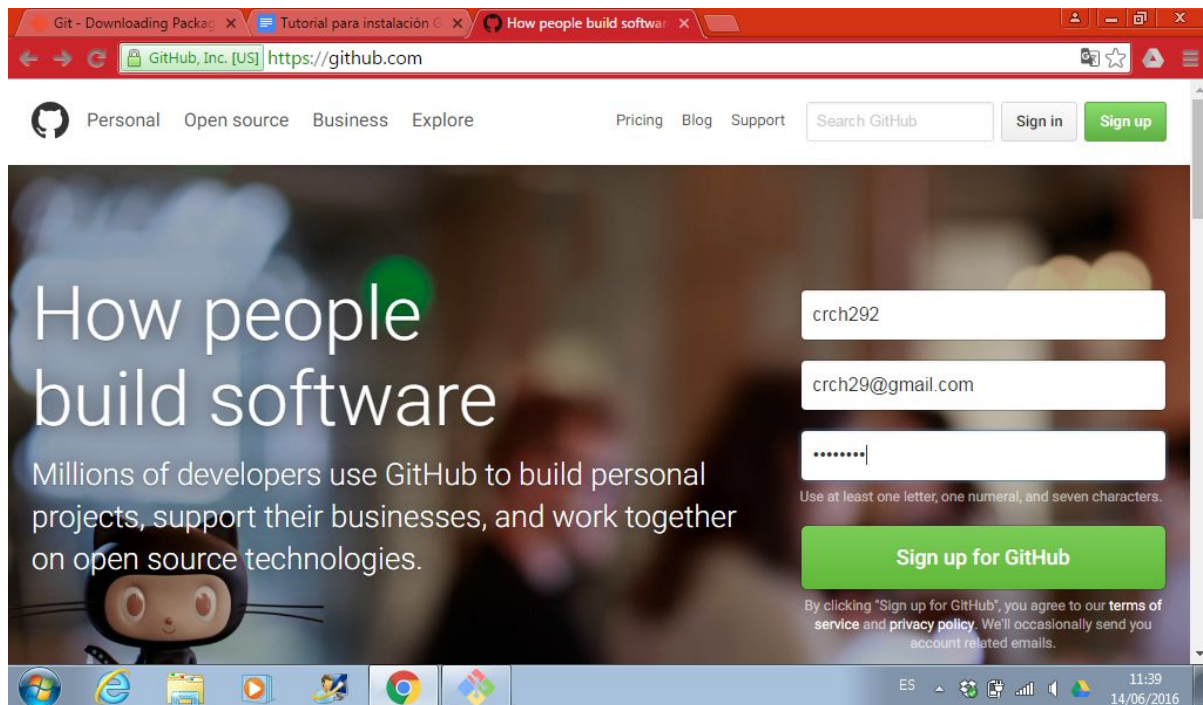 Git - Downloading Packag
Tutorial para instalación G
How people build softwar
GitHub, Inc. [US] https://github.com
Personal Open source Business Explore Pricing Blog Support Search GitHub Sign in Sign up
How people
build software
Millions of developers use GitHub to build personal
projects, support their businesses, and work together
on open source technologies.
crch292
crch29@gmail.com
••••••••
Use at least one letter, one numeral, and seven characters.
Sign up for GitHub
By clicking "Sign up for GitHub", you agree to our terms of
service and privacy policy. We'll occasionally send you
account related emails.
ES
11:39
14/06/2016